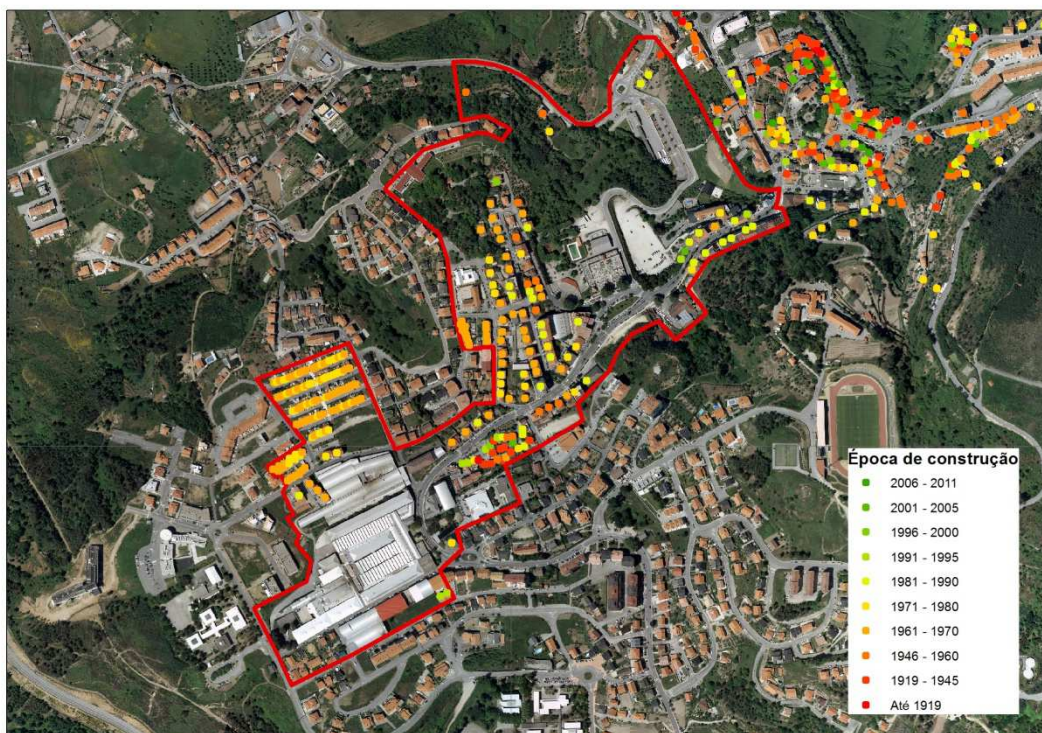 Época de construção
2006 - 2011
2001 - 2005
1996 - 2000
1991 - 1995
1981 - 1990
1971 - 1980
1961 - 1970
1946 - 1960
1919 - 1945
Até 1919